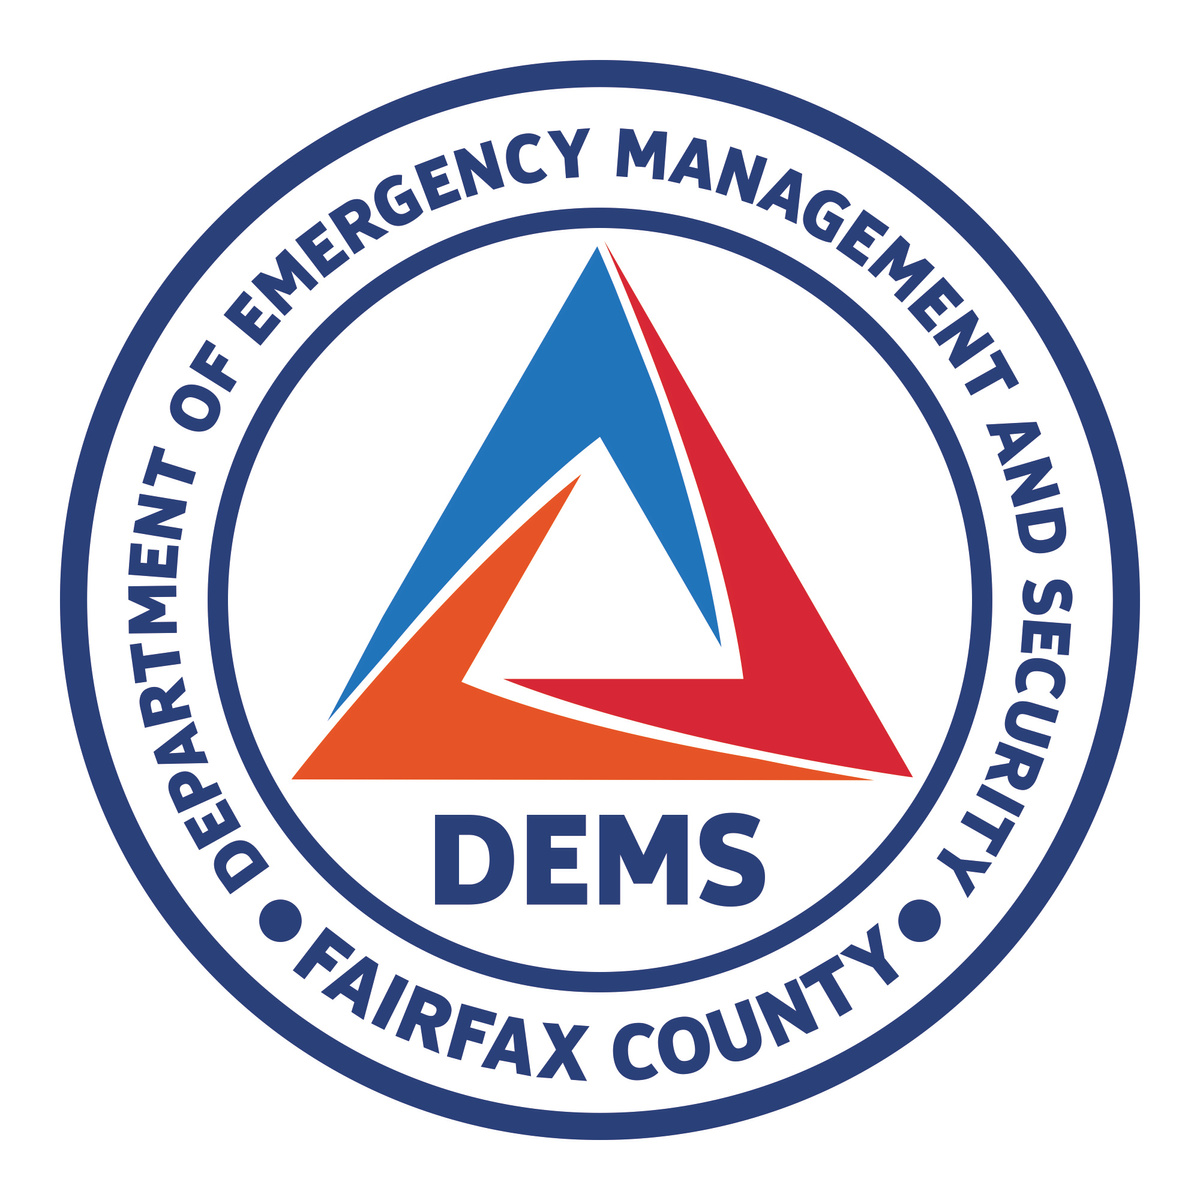 DEPARTMENT OF EMERGENCY MANAGEMENT AND SECURITY
DEMS
FAIRFAX COUNTY